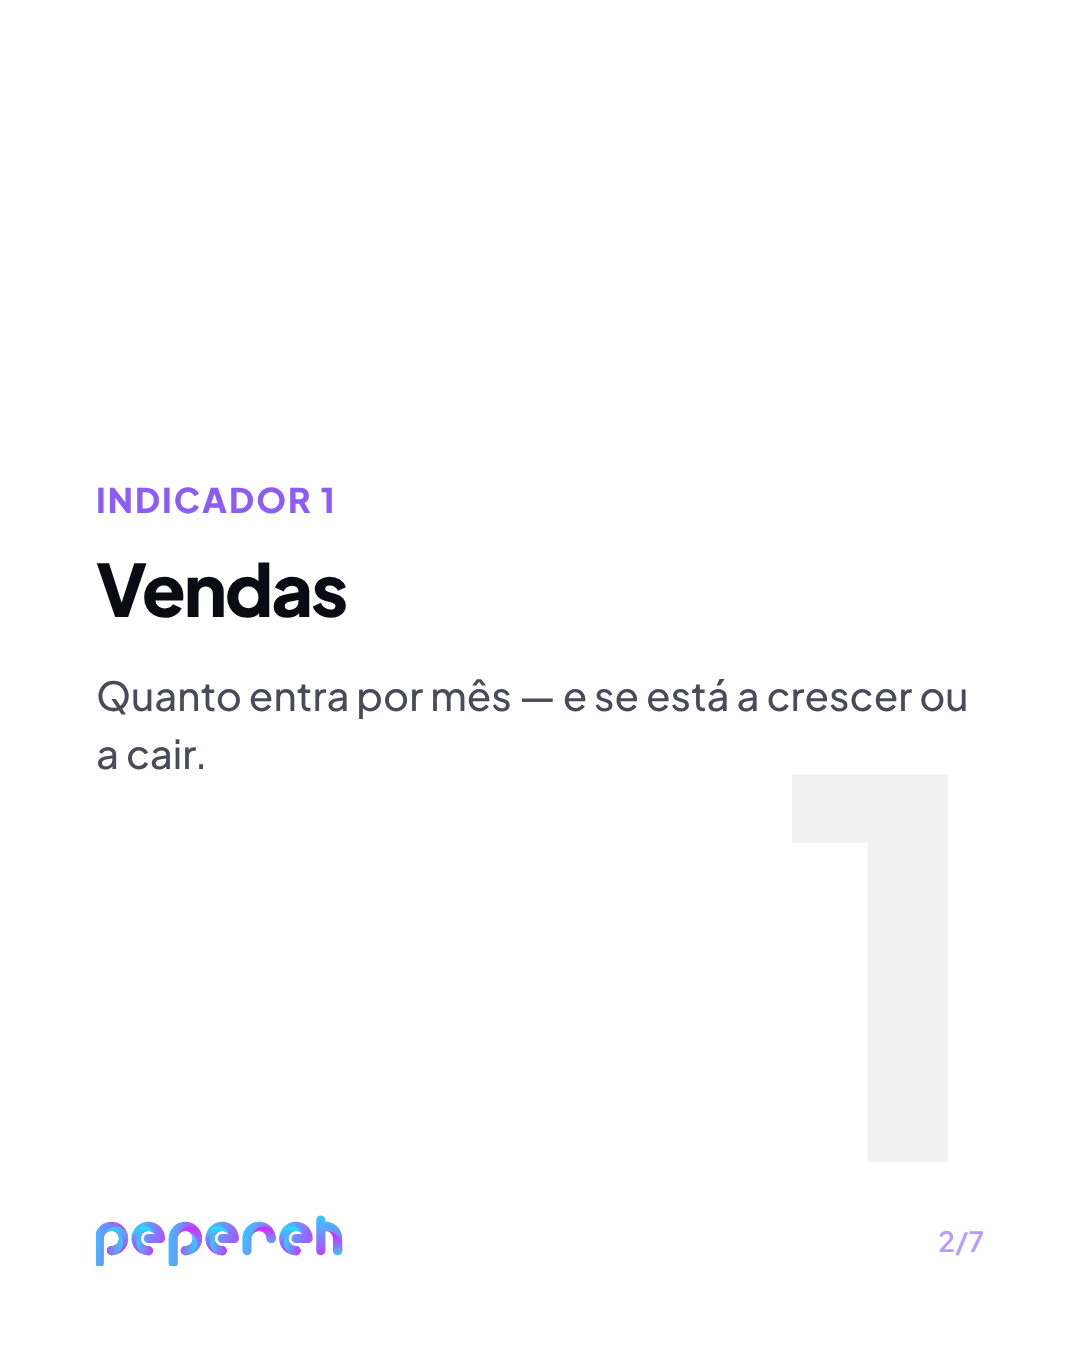 INDICADOR 1
Vendas
Quanto entra por mês — e se está a crescer ou
a cair.
1
pepereh
2/7